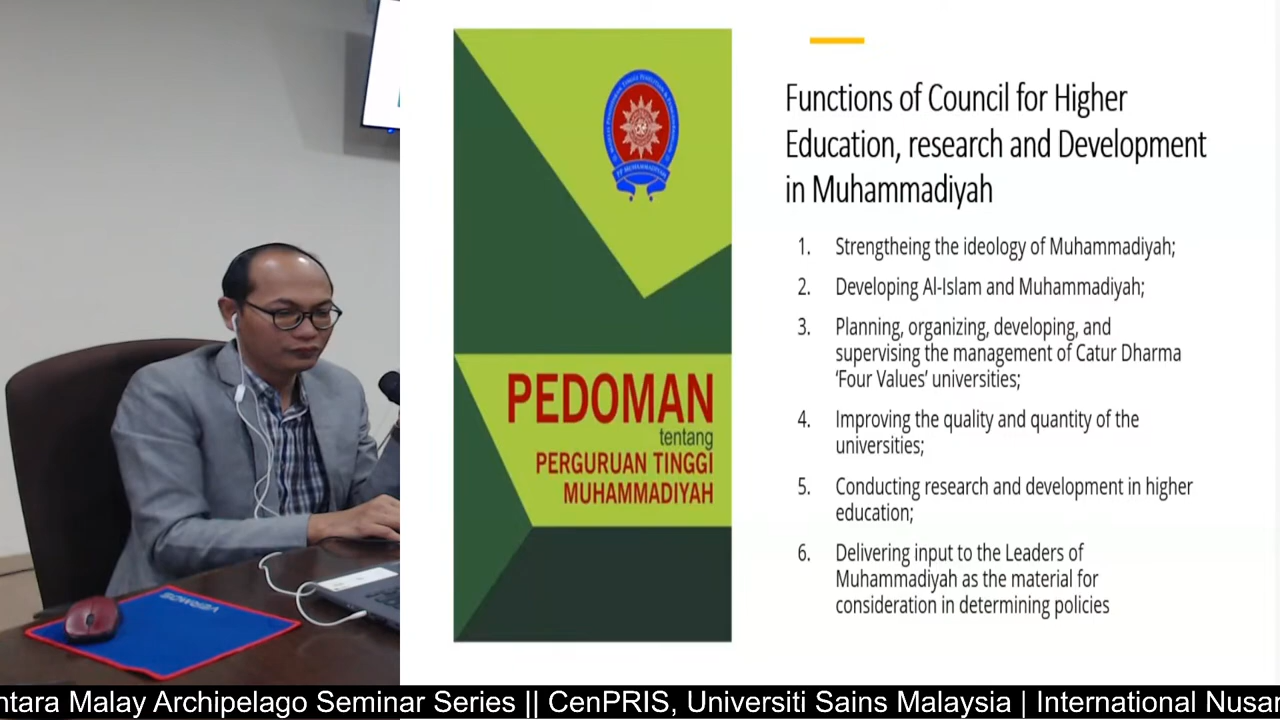 Functions of Council for Higher
Education, research and Development
in Muhammadiyah
1. Strengtheing the ideology of Muhammadiyah;
2. Developing Al-Islam and Muhammadiyah;
3. Planning, organizing, developing, and
supervising the management of Catur Dharma
‘Four Values’ universities;
4. Improving the quality and quantity of the
universities;
5. Conducting research and development in higher
education;
6. Delivering input to the Leaders of
Muhammadiyah as the material for
consideration in determining policies
PP MUHAMMADIYAH
PEDOMAN
tentang
PERGURUAN TINGGI
MUHAMMADIYAH
ntara Malay Archipelago Seminar Series || CenPRIS, Universiti Sains Malaysia | International Nusan